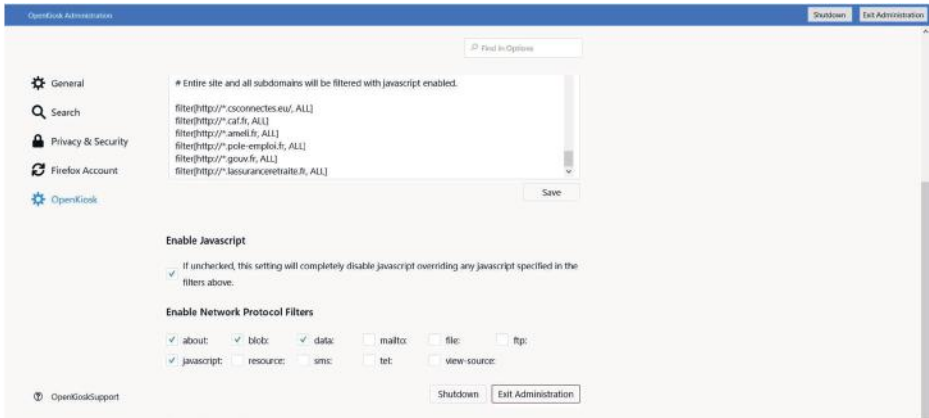 OpenKiosk Administration
Shutdown
Exit Administration
Find in Options
General
Search
Privacy & Security
Firefox Account
OpenKiosk
# Entire site and all subdomains will be filtered with javascript enabled.
filter[http://*.csconnectes.eu/, ALL]
filter[http://*.caf.fr, ALL]
filter[http://*.ameli.fr, ALL]
filter[http://*.pole-emploi.fr, ALL]
filter[http://*.gouv.fr, ALL]
filter[http://*.lassuranceretraite.fr, ALL]
Save
Enable Javascript
If unchecked, this setting will completely disable javascript overriding any javascript specified in the
filters above.
Enable Network Protocol Filters
about: blob: data: mailto: file: ftp:
javascript: resource: sms: tel: view-source:
OpenKioskSupport
Shutdown
Exit Administration